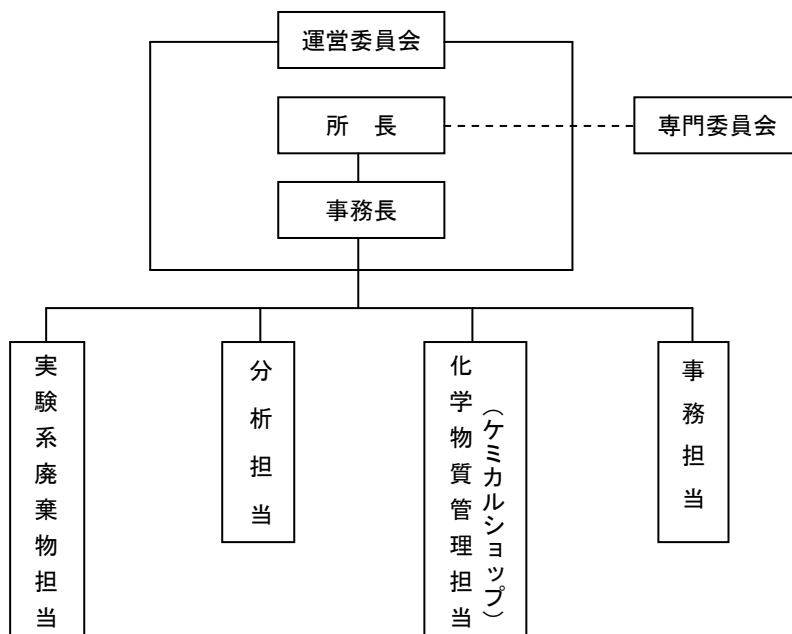 運営委員会
所　長
専門委員会
事務長
実験系廃棄物担当
分析担当
化学物質管理担当
（ケミカルショップ）
事務担当